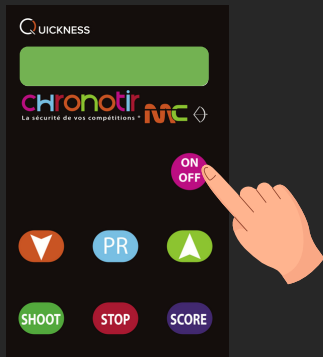 QUICKNESS
cHronotir MC
La sécurité de vos compétitions ®
ON
OFF
PR
SHOOT STOP SCORE